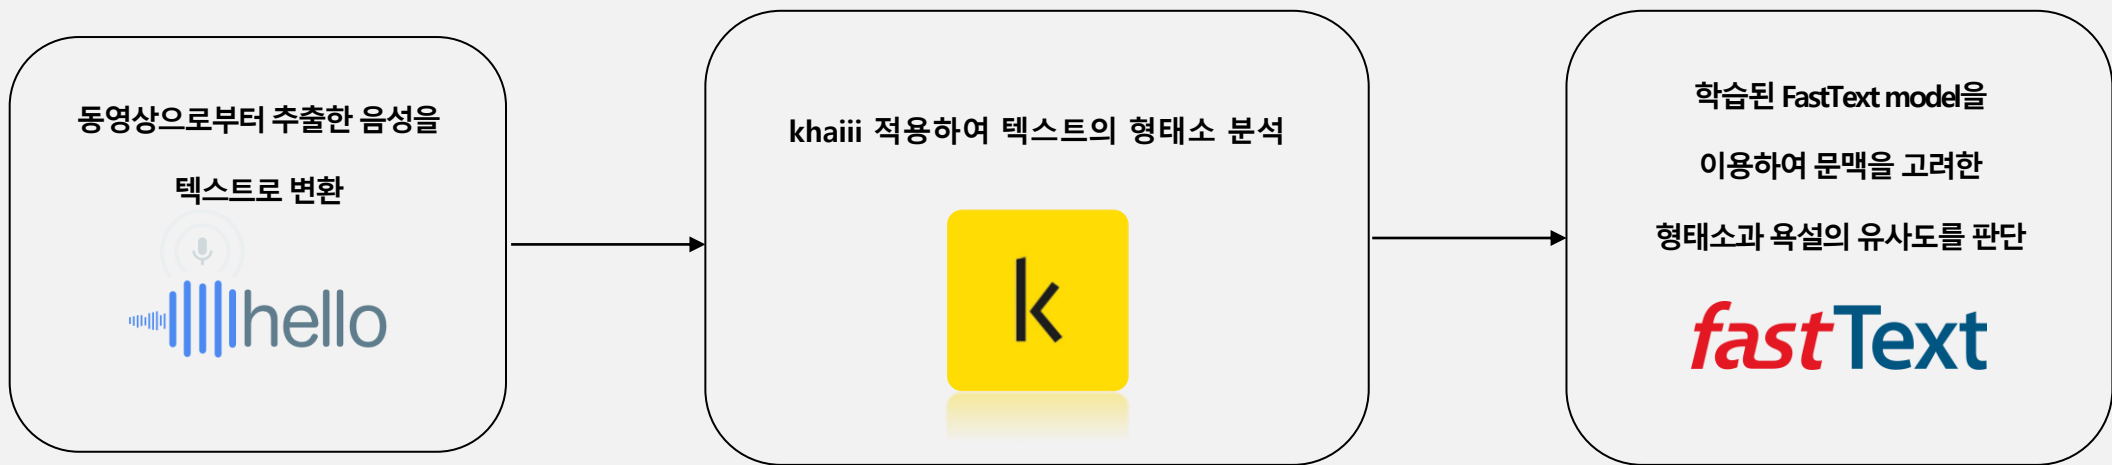 동영상으로부터 추출한 음성을
텍스트로 변환
hello
khaiii 적용하여 텍스트의 형태소 분석
k
학습된 FastText model을
이용하여 문맥을 고려한
형태소과 욕설의 유사도를 판단
fastText